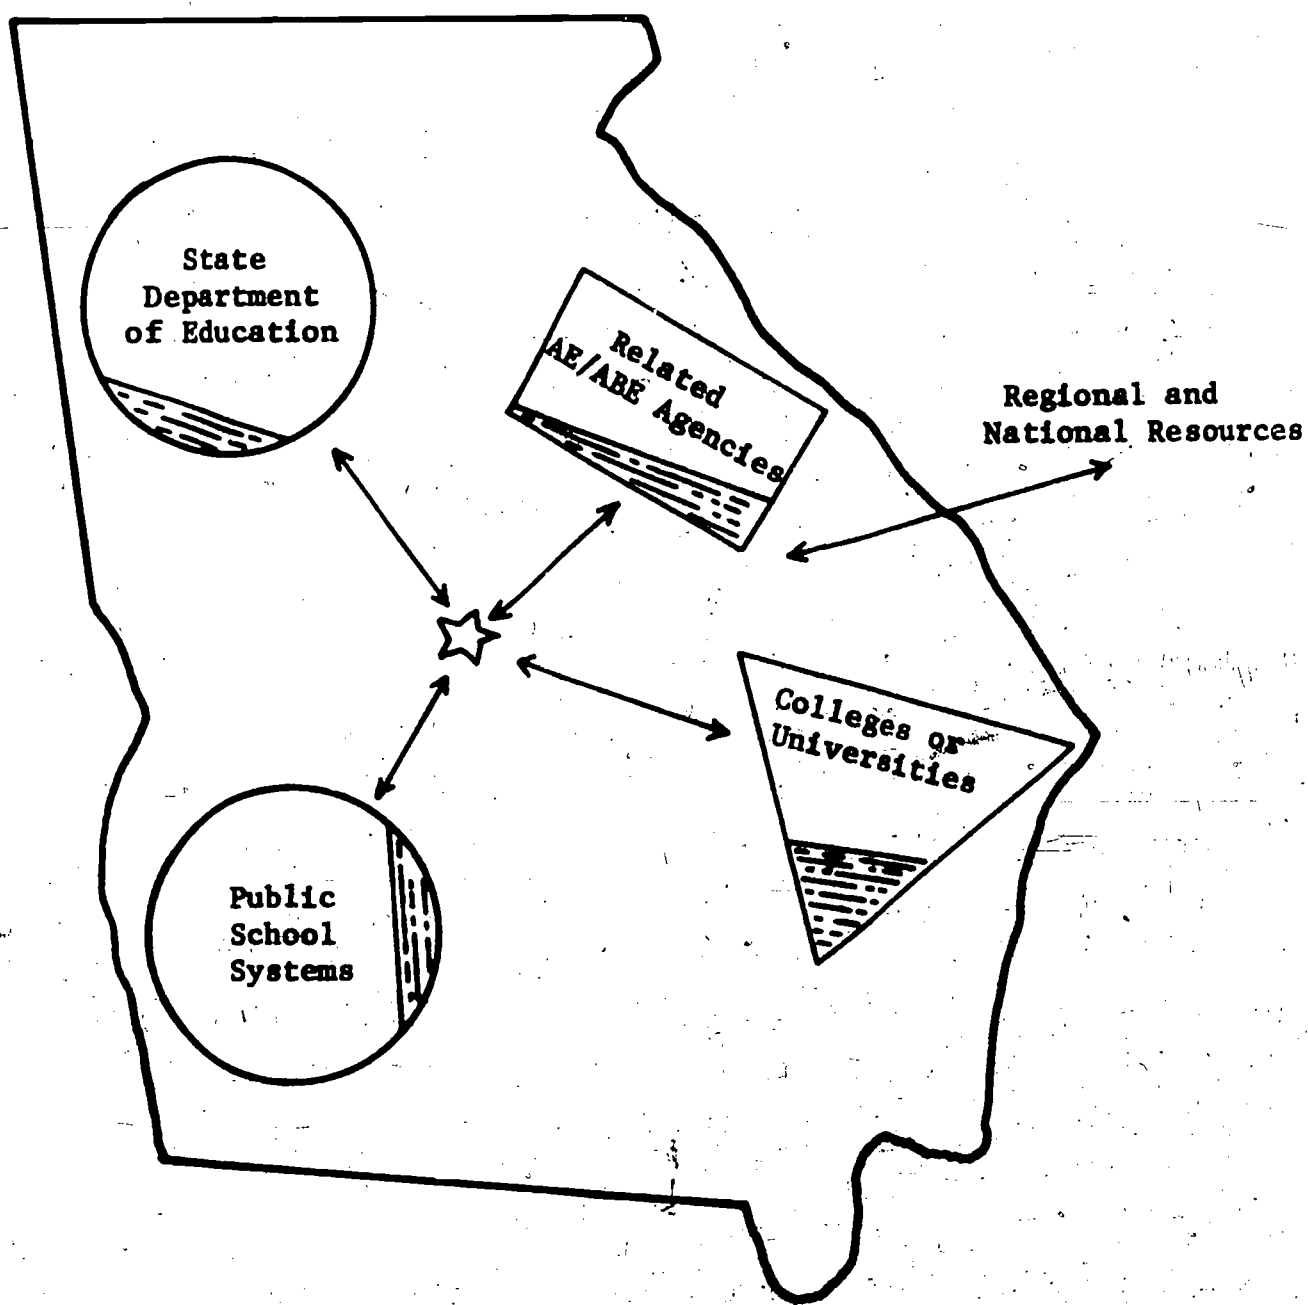 State
Department
of Education
Related
AE/ABE Agencies
Regional and
National Resources
Colleges or
Universities
Public
School
Systems